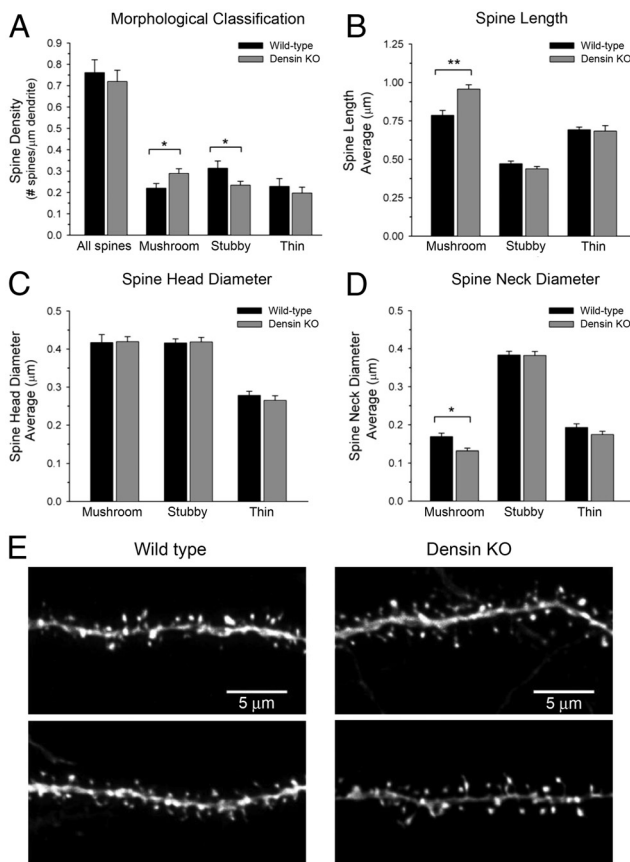 A
Morphological Classification
Wild-type
Densin KO
Spine Density
(# spines/µm dendrite)
0.9
0.8
0.7
0.6
0.5
0.4
0.3
0.2
0.1
0.0
*
*
All spines Mushroom Stubby Thin
B
Spine Length
Wild-type
Densin KO
Spine Length
Average (µm)
1.25
1.00
0.75
0.50
0.25
0.00
**
Mushroom Stubby Thin
C
Spine Head Diameter
Wild-type
Densin KO
Spine Head Diameter
Average (µm)
0.5
0.4
0.3
0.2
0.1
0.0
Mushroom Stubby Thin
D
Spine Neck Diameter
Wild-type
Densin KO
Spine Neck Diameter
Average (µm)
0.5
0.4
0.3
0.2
0.1
0.0
*
Mushroom Stubby Thin
E
Wild type
Densin KO
5 µm
5 µm